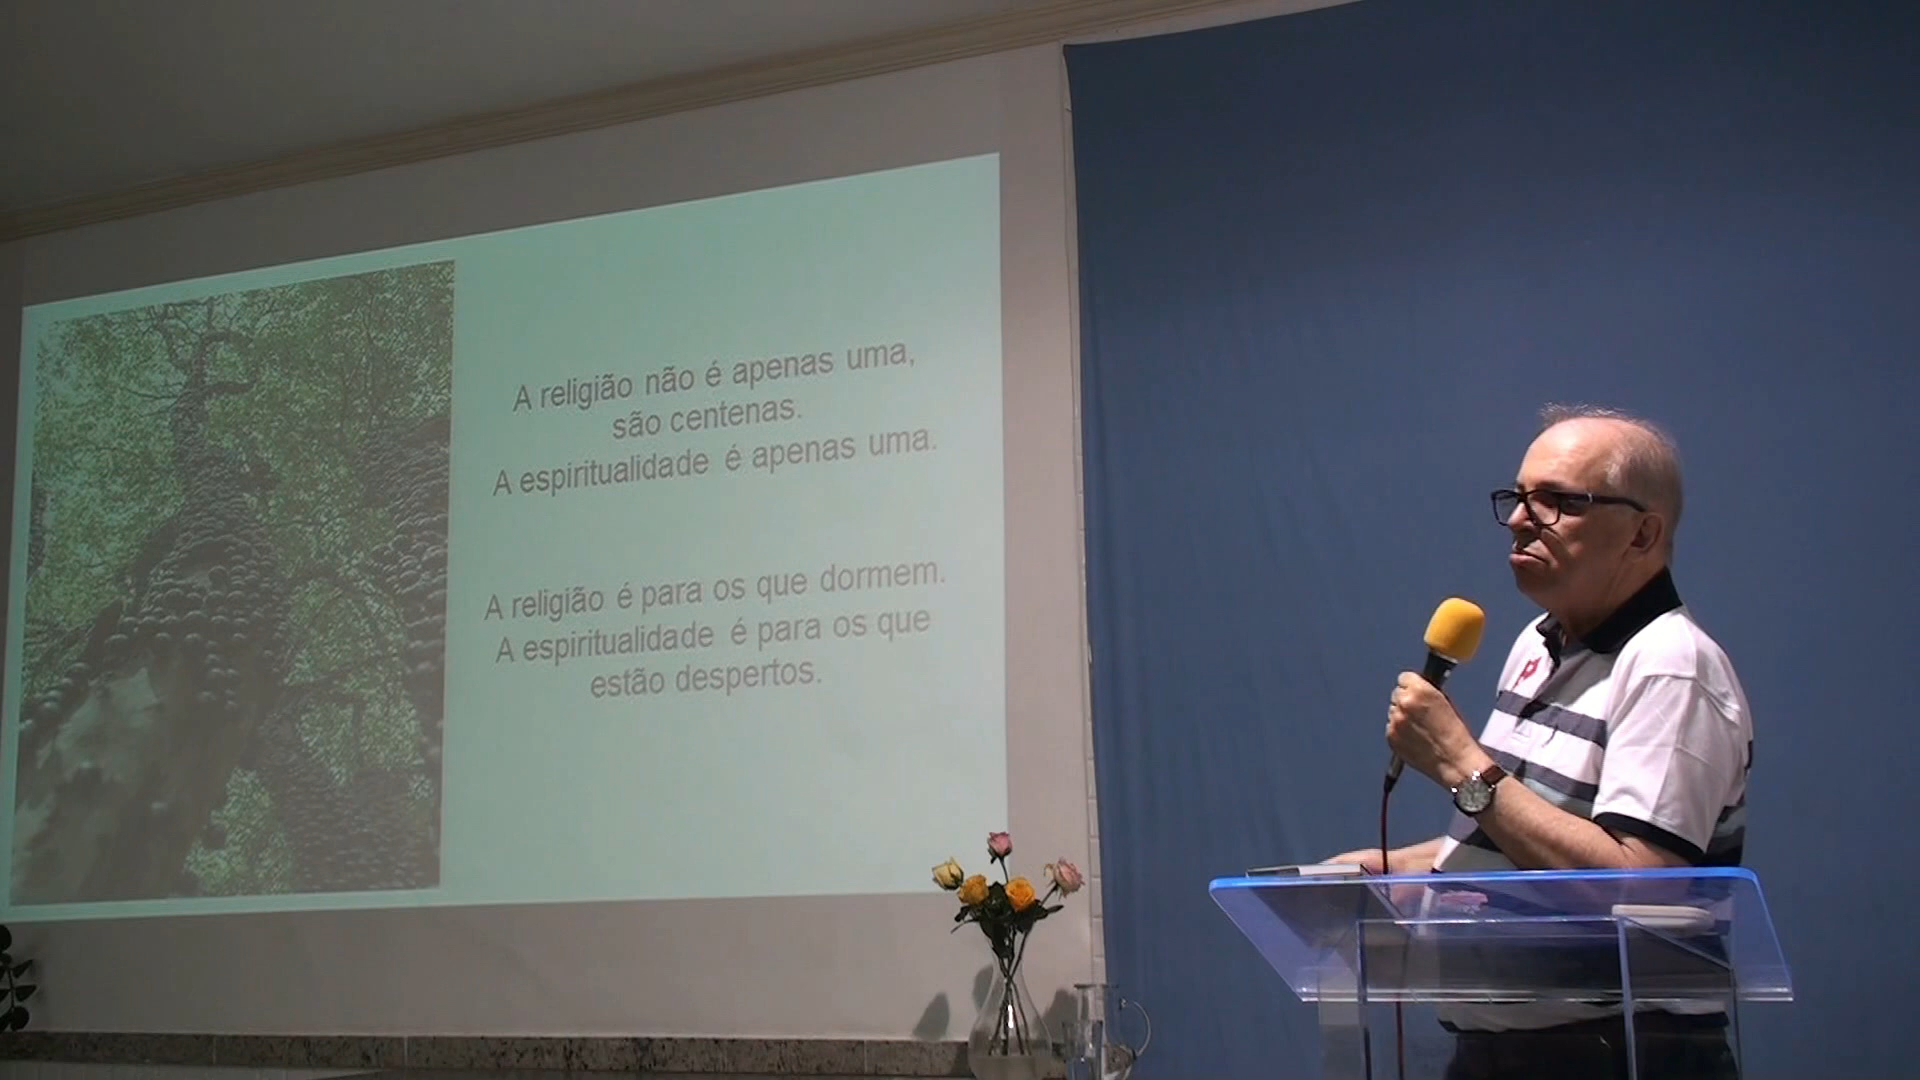 A religião não é apenas uma,
são centenas.
A espiritualidade é apenas uma.
A religião é para os que dormem.
A espiritualidade é para os que
estão despertos.